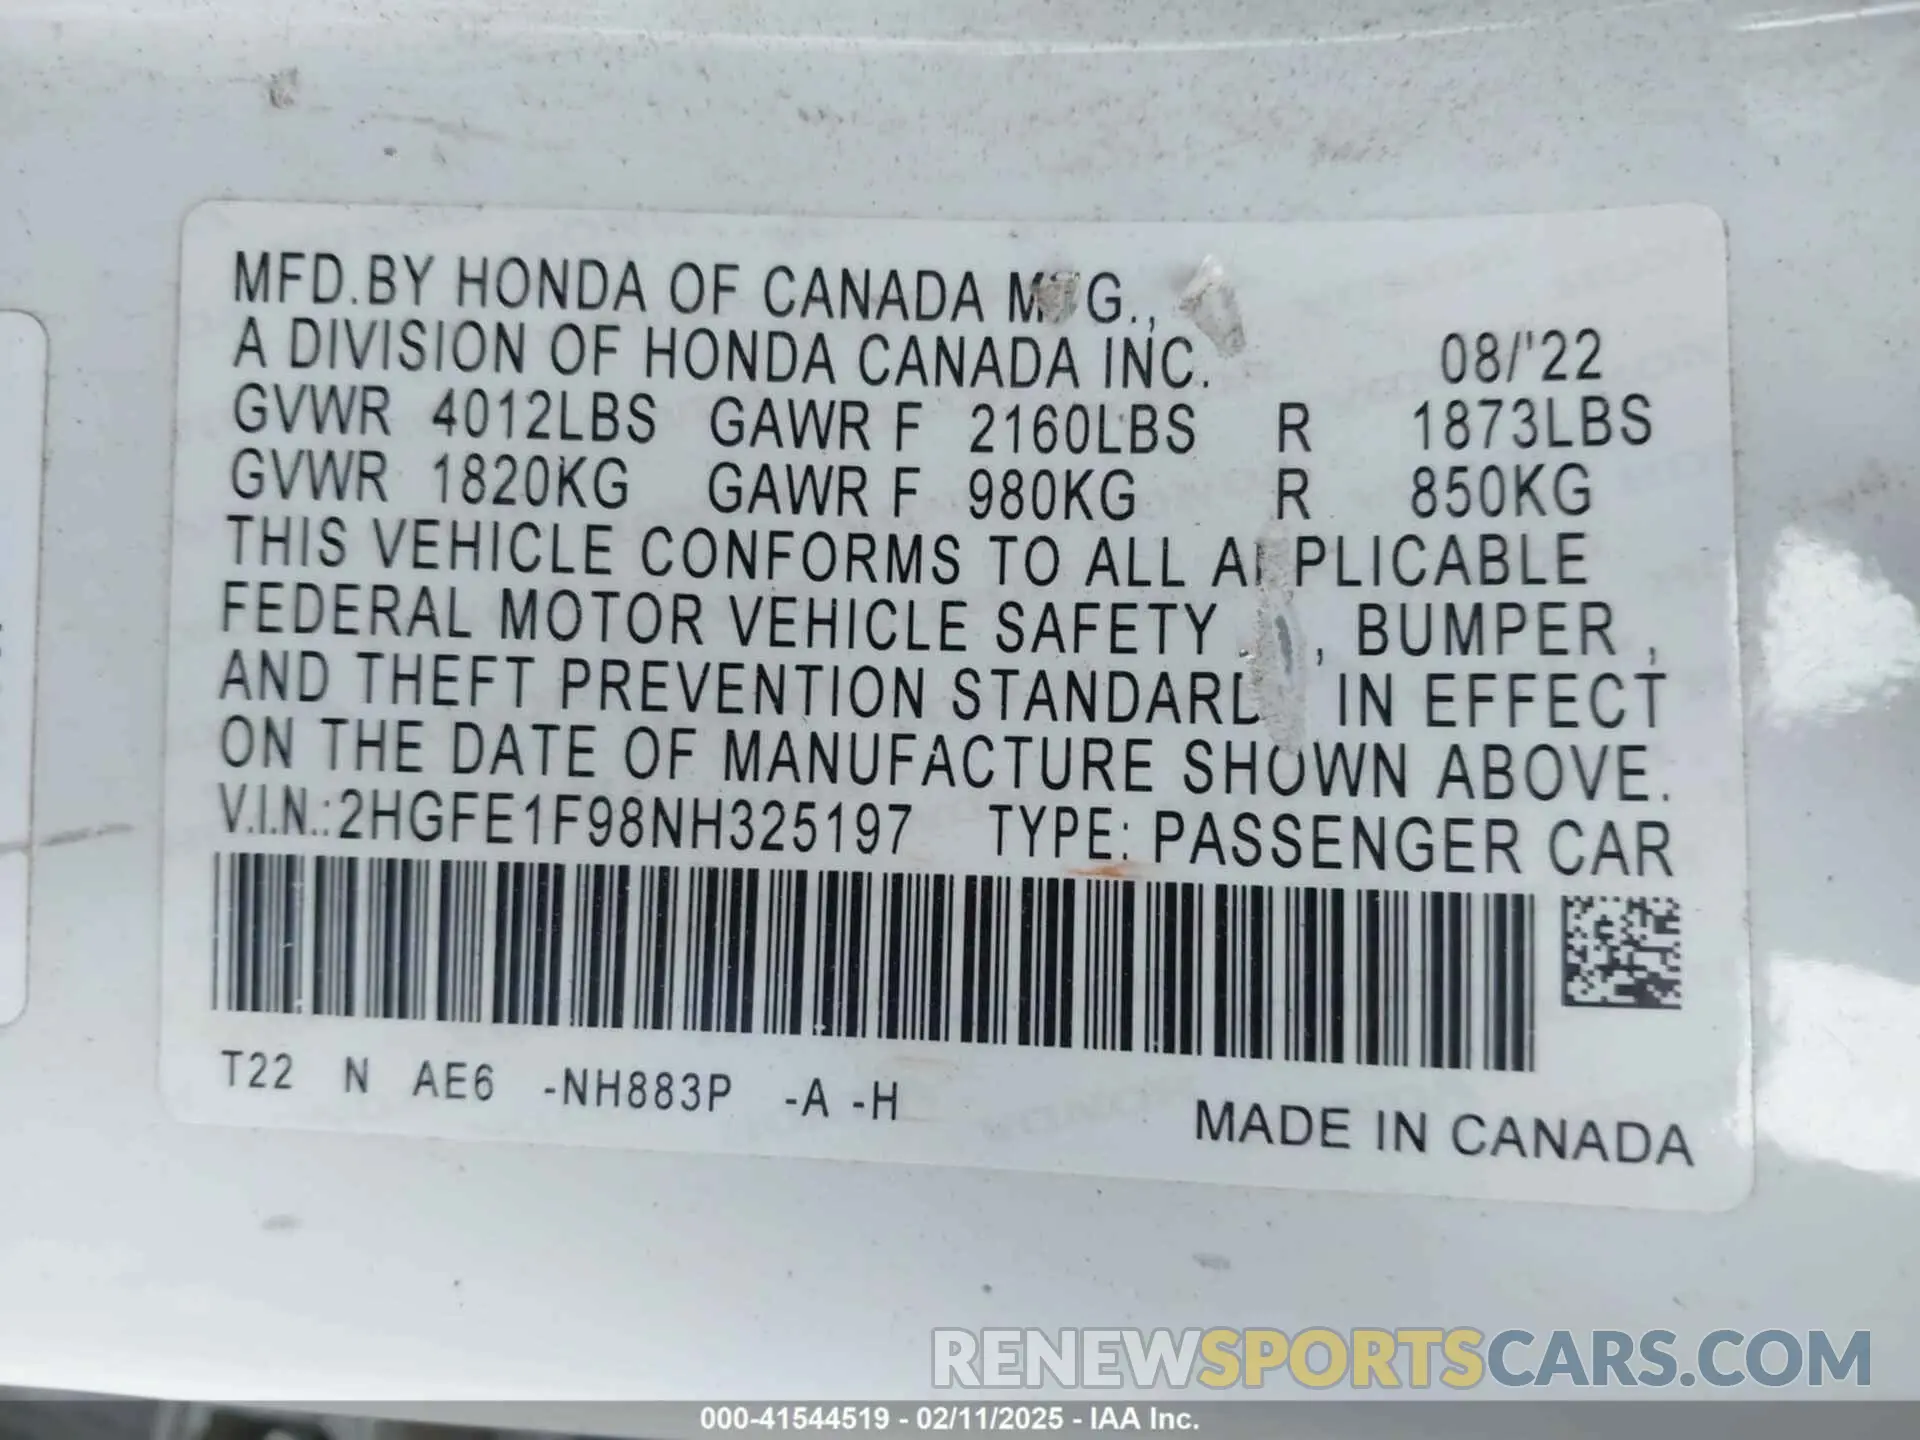 MFD.BY HONDA OF CANADA G.,
A DIVISION OF HONDA CANADA INC. 08/'22
GVWR 4012LBS GAWR F 2160LBS R 1873LBS
GVWR 1820KG GAWR F 980KG R 850KG
THIS VEHICLE CONFORMS TO ALL APPLICABLE
FEDERAL MOTOR VEHICLE SAFETY , BUMPER ,
AND THEFT PREVENTION STANDARD IN EFFECT
ON THE DATE OF MANUFACTURE SHOWN ABOVE.
V.I.N.:2HGFE1F98NH325197 TYPE: PASSENGER CAR
T22 N AE6 -NH883P -A -H
MADE IN CANADA
RENEWSPORTSCARS.COM
000-41544519 - 02/11/2025 - IAA Inc.